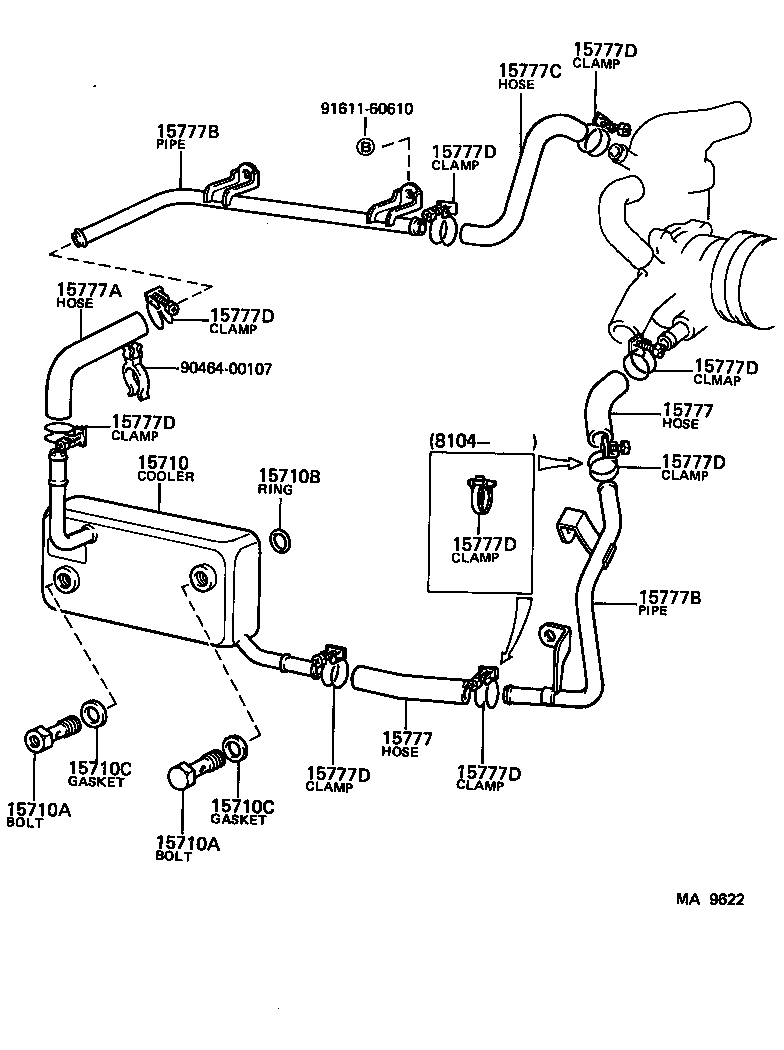 15777D
CLAMP
15777C
HOSE
91611-60610
B
15777B
PIPE
15777D
CLAMP
15777A
HOSE
15777D
CLAMP
90464-00107
15777D
CLMAP
15777
HOSE
15777D
CLAMP
(8104- )
15710
COOLER
15710B
RING
15777D
CLAMP
15777D
CLAMP
15777B
PIPE
15777
HOSE
15710C
GASKET
15777D
CLAMP
15777D
CLAMP
15710A
BOLT
15710C
GASKET
15710A
BOLT
MA 9622